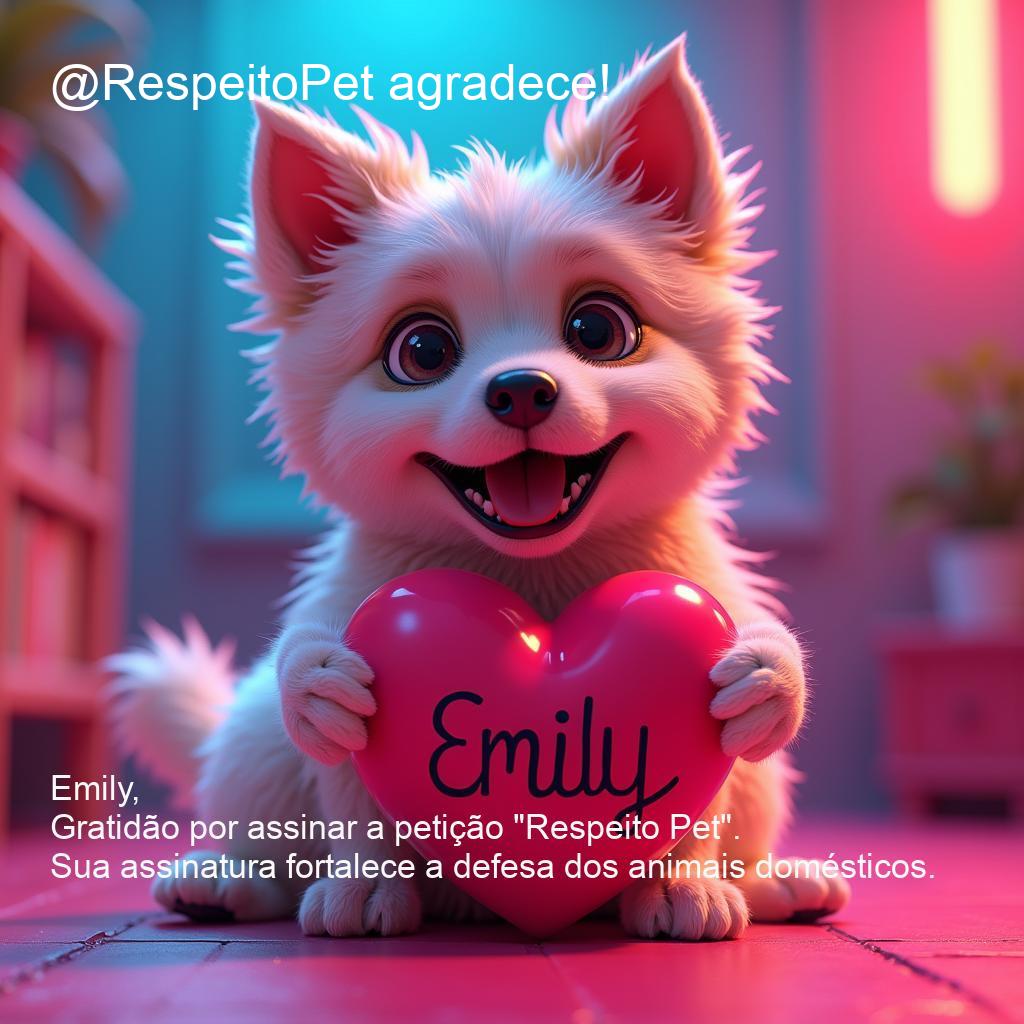 @RespeitoPet agradece!
Emily
Emily,
Gratidão por assinar a petição "Respeito Pet".
Sua assinatura fortalece a defesa dos animais domésticos.